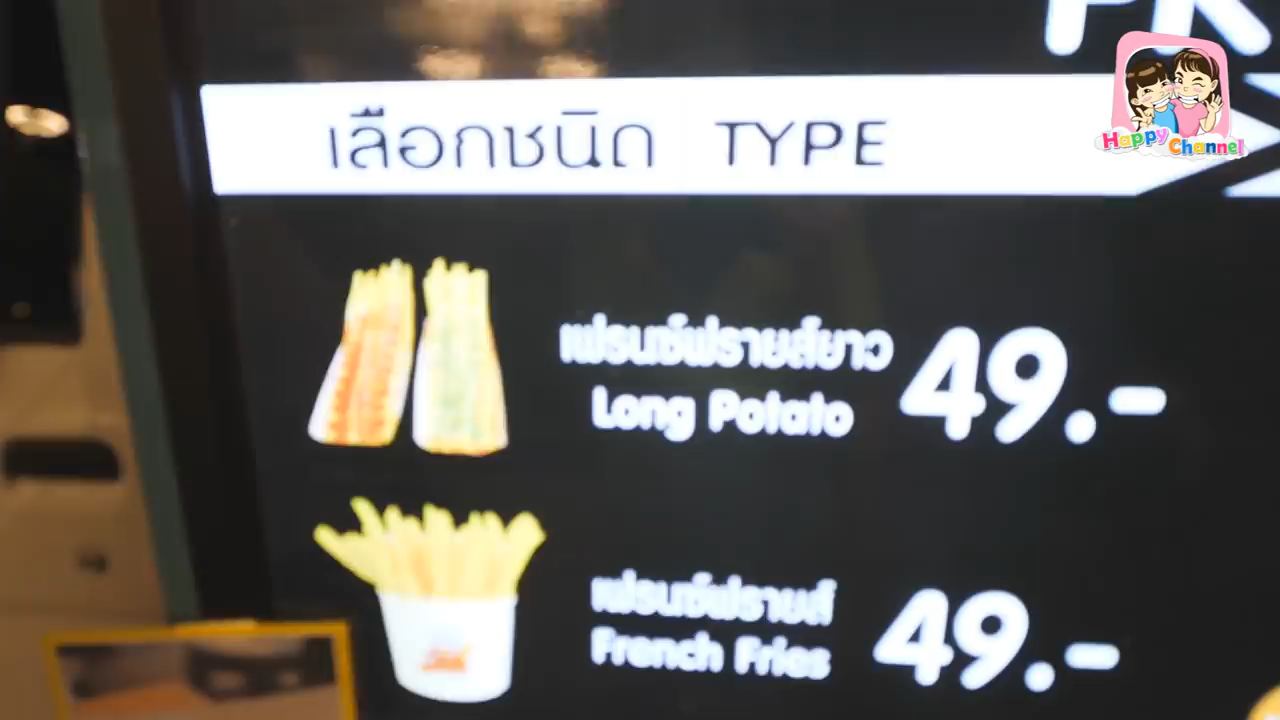 เลือกชนิด TYPE
Happy Channel
เฟรนช์ฟรายส์ยาว 49.-
Long Potato
เฟรนช์ฟรายส์ 49.-
French Fries